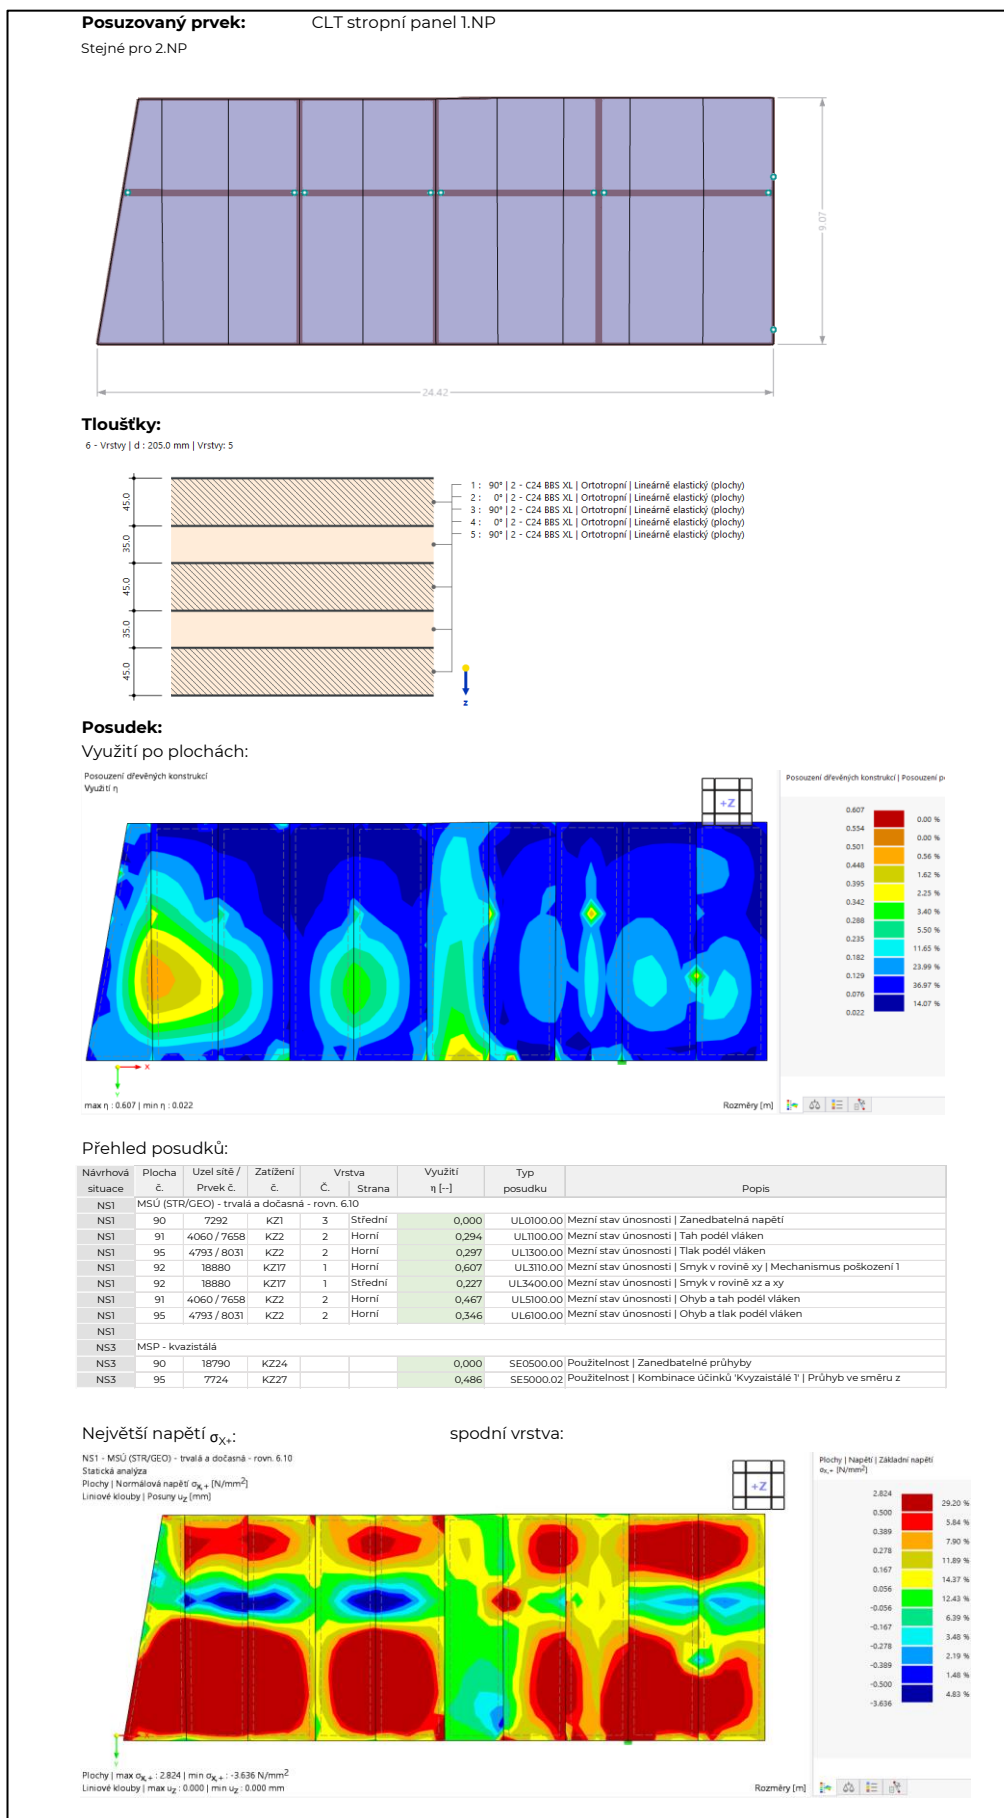 Posuzovaný prvek: CLT stropní panel 1.NP
Stejné pro 2.NP
9.07
24.42
Tloušťky:
6 - Vrstvy | d : 205.0 mm | Vrstvy: 5
45.0
35.0
45.0
35.0
45.0
1 : 90° | 2 - C24 BBS XL | Ortotropní | Lineárně elastický (plochy)
2 : 0° | 2 - C24 BBS XL | Ortotropní | Lineárně elastický (plochy)
3 : 90° | 2 - C24 BBS XL | Ortotropní | Lineárně elastický (plochy)
4 : 0° | 2 - C24 BBS XL | Ortotropní | Lineárně elastický (plochy)
5 : 90° | 2 - C24 BBS XL | Ortotropní | Lineárně elastický (plochy)
z
Posudek:
Využití po plochách:
Posouzení dřevěných konstrukcí
Využití η
+Z
Posouzení dřevěných konstrukcí | Posouzení p
0.607
0.554
0.501
0.448
0.395
0.342
0.288
0.235
0.182
0.129
0.076
0.022
0.00 %
0.00 %
0.56 %
1.62 %
2.25 %
3.40 %
5.50 %
11.65 %
23.99 %
36.97 %
14.07 %
X
Y
max η : 0.607 | min η : 0.022
Rozměry [m]
Přehled posudků:
Návrhová Plocha Uzel sítě / Zatížení Vrstva Využití Typ
situace č. Prvek č. č. Č. Strana η [--] posudku Popis
NS1 MSÚ (STR/GEO) - trvalá a dočasná - rovn. 6.10
NS1 90 7292 KZ1 3 Střední 0,000 UL0100.00 Mezní stav únosnosti | Zanedbatelná napětí
NS1 91 4060 / 7658 KZ2 2 Horní 0,294 UL1100.00 Mezní stav únosnosti | Tah podél vláken
NS1 95 4793 / 8031 KZ2 2 Horní 0,297 UL1300.00 Mezní stav únosnosti | Tlak podél vláken
NS1 92 18880 KZ17 1 Horní 0,607 UL3110.00 Mezní stav únosnosti | Smyk v rovině xy | Mechanismus poškození 1
NS1 92 18880 KZ17 1 Střední 0,227 UL3400.00 Mezní stav únosnosti | Smyk v rovině xz a xy
NS1 91 4060 / 7658 KZ2 2 Horní 0,467 UL5100.00 Mezní stav únosnosti | Ohyb a tah podél vláken
NS1 95 4793 / 8031 KZ2 2 Horní 0,346 UL6100.00 Mezní stav únosnosti | Ohyb a tlak podél vláken
NS1
NS3 MSP - kvazistálá
NS3 90 18790 KZ24 0,000 SE0500.00 Použitelnost | Zanedbatelné průhyby
NS3 95 7724 KZ27 0,486 SE5000.02 Použitelnost | Kombinace účinků 'Kvyzaistálé 1' | Průhyb ve směru z
Největší napětí σX+: spodní vrstva:
NS1 - MSÚ (STR/GEO) - trvalá a dočasná - rovn. 6.10
Statická analýza
Plochy | Normálová napětí σx,+ [N/mm2]
Liniové klouby | Posuny uz [mm]
+Z
Plochy | Napětí | Základní napětí
σx,+ [N/mm2]
2.824
0.500
0.389
0.278
0.167
0.056
-0.056
-0.167
-0.278
-0.389
-0.500
-3.636
29.20 %
5.84 %
7.90 %
11.89 %
14.37 %
12.43 %
6.39 %
3.48 %
2.19 %
1.48 %
4.83 %
Y
Plochy | max σx,+ : 2.824 | min σx,+ : -3.636 N/mm2
Liniové klouby | max uz : 0.000 | min uz : 0.000 mm
Rozměry [m]